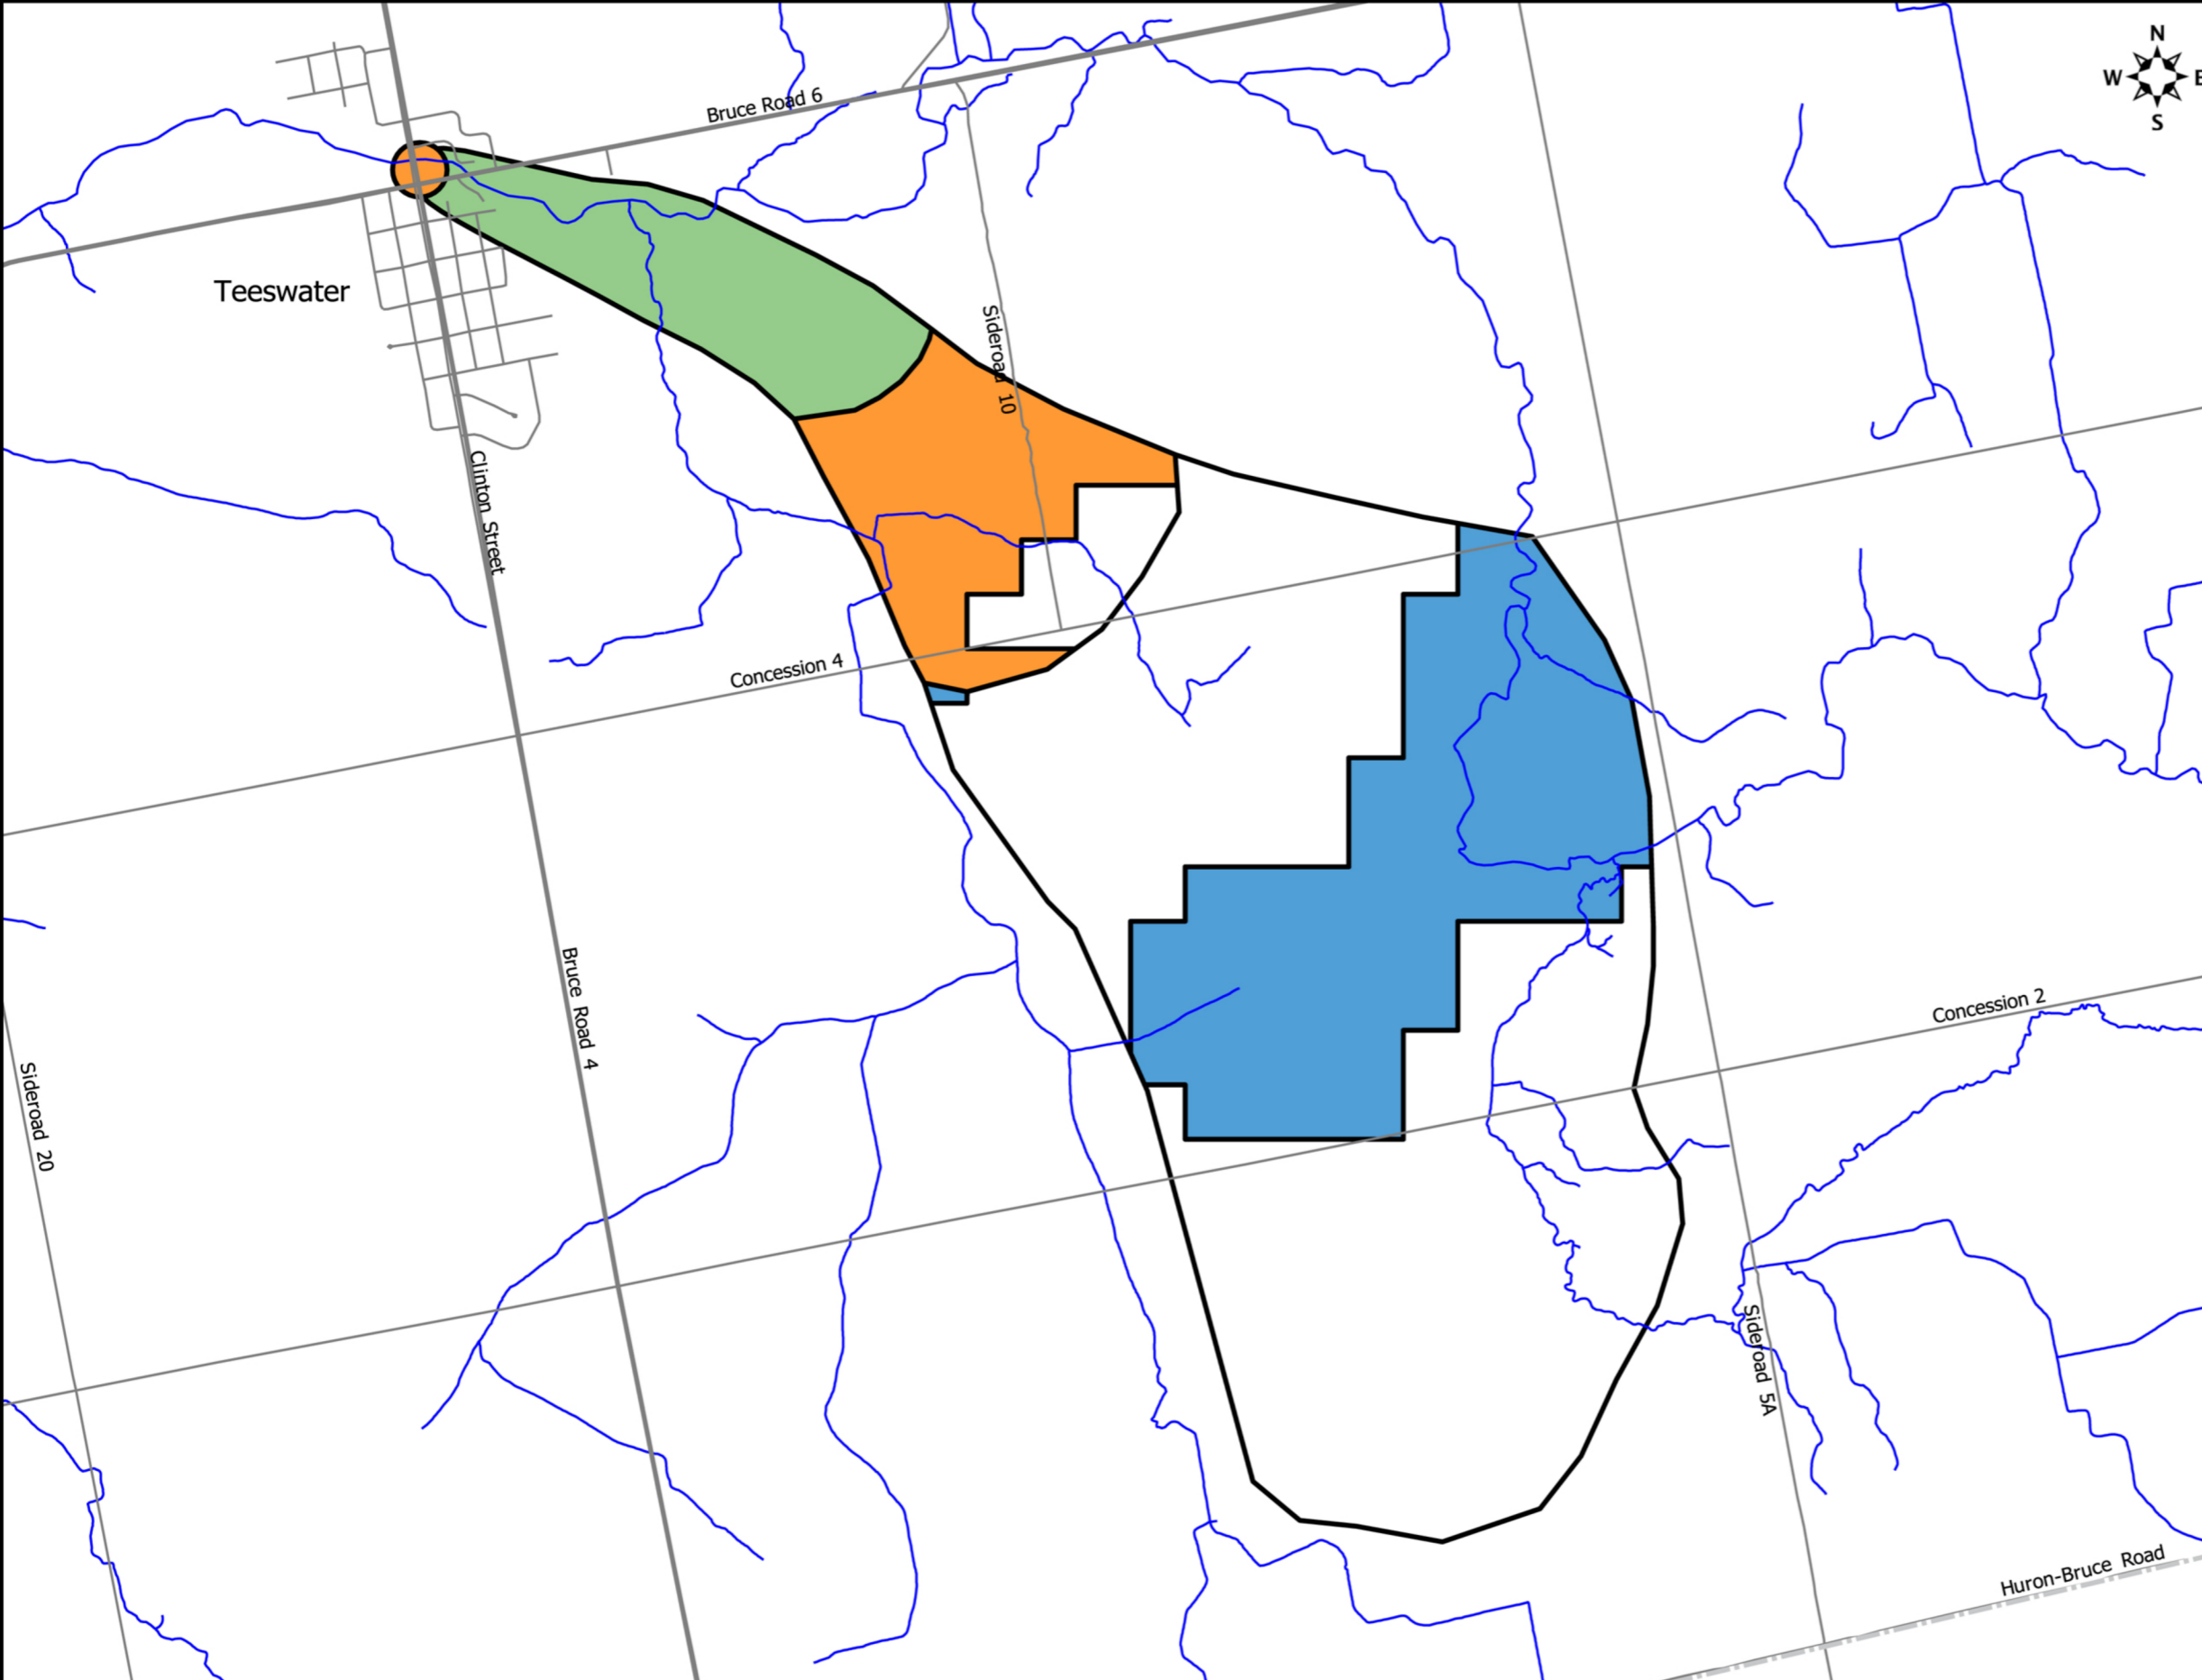 N
W E
S
Bruce Road 6
Teeswater
Sideroad 10
Clinton Street
Concession 4
Bruce Road 4
Concession 2
Sideroad 20
Sideroad 5A
Huron-Bruce Road